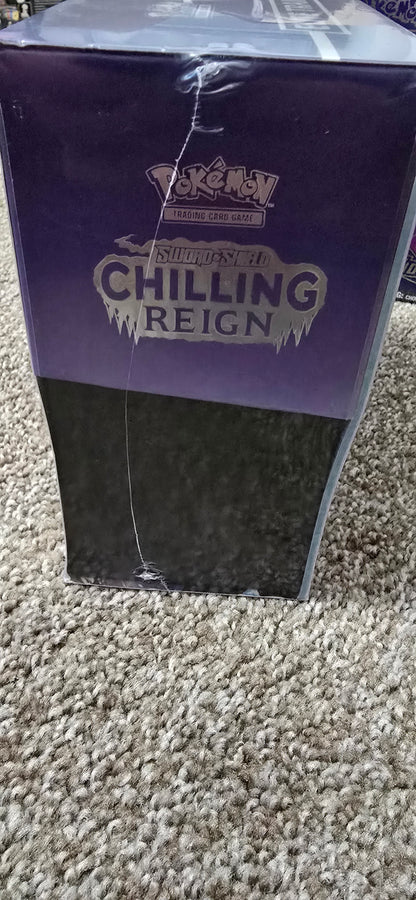 POKéMON
TRADING CARD GAME
SWORD & SHIELD
CHILLING
REIGN